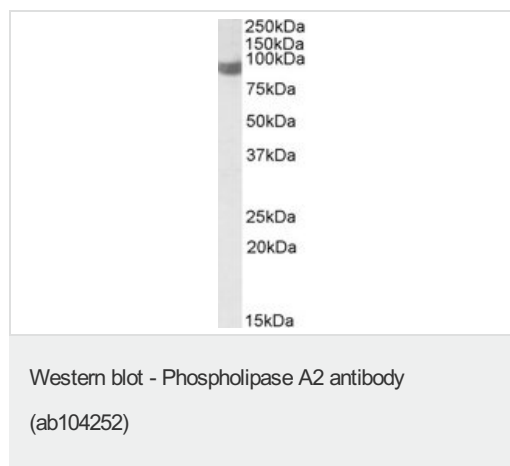 250kDa
150kDa
100kDa
75kDa
50kDa
37kDa
25kDa
20kDa
15kDa
Western blot - Phospholipase A2 antibody
(ab104252)